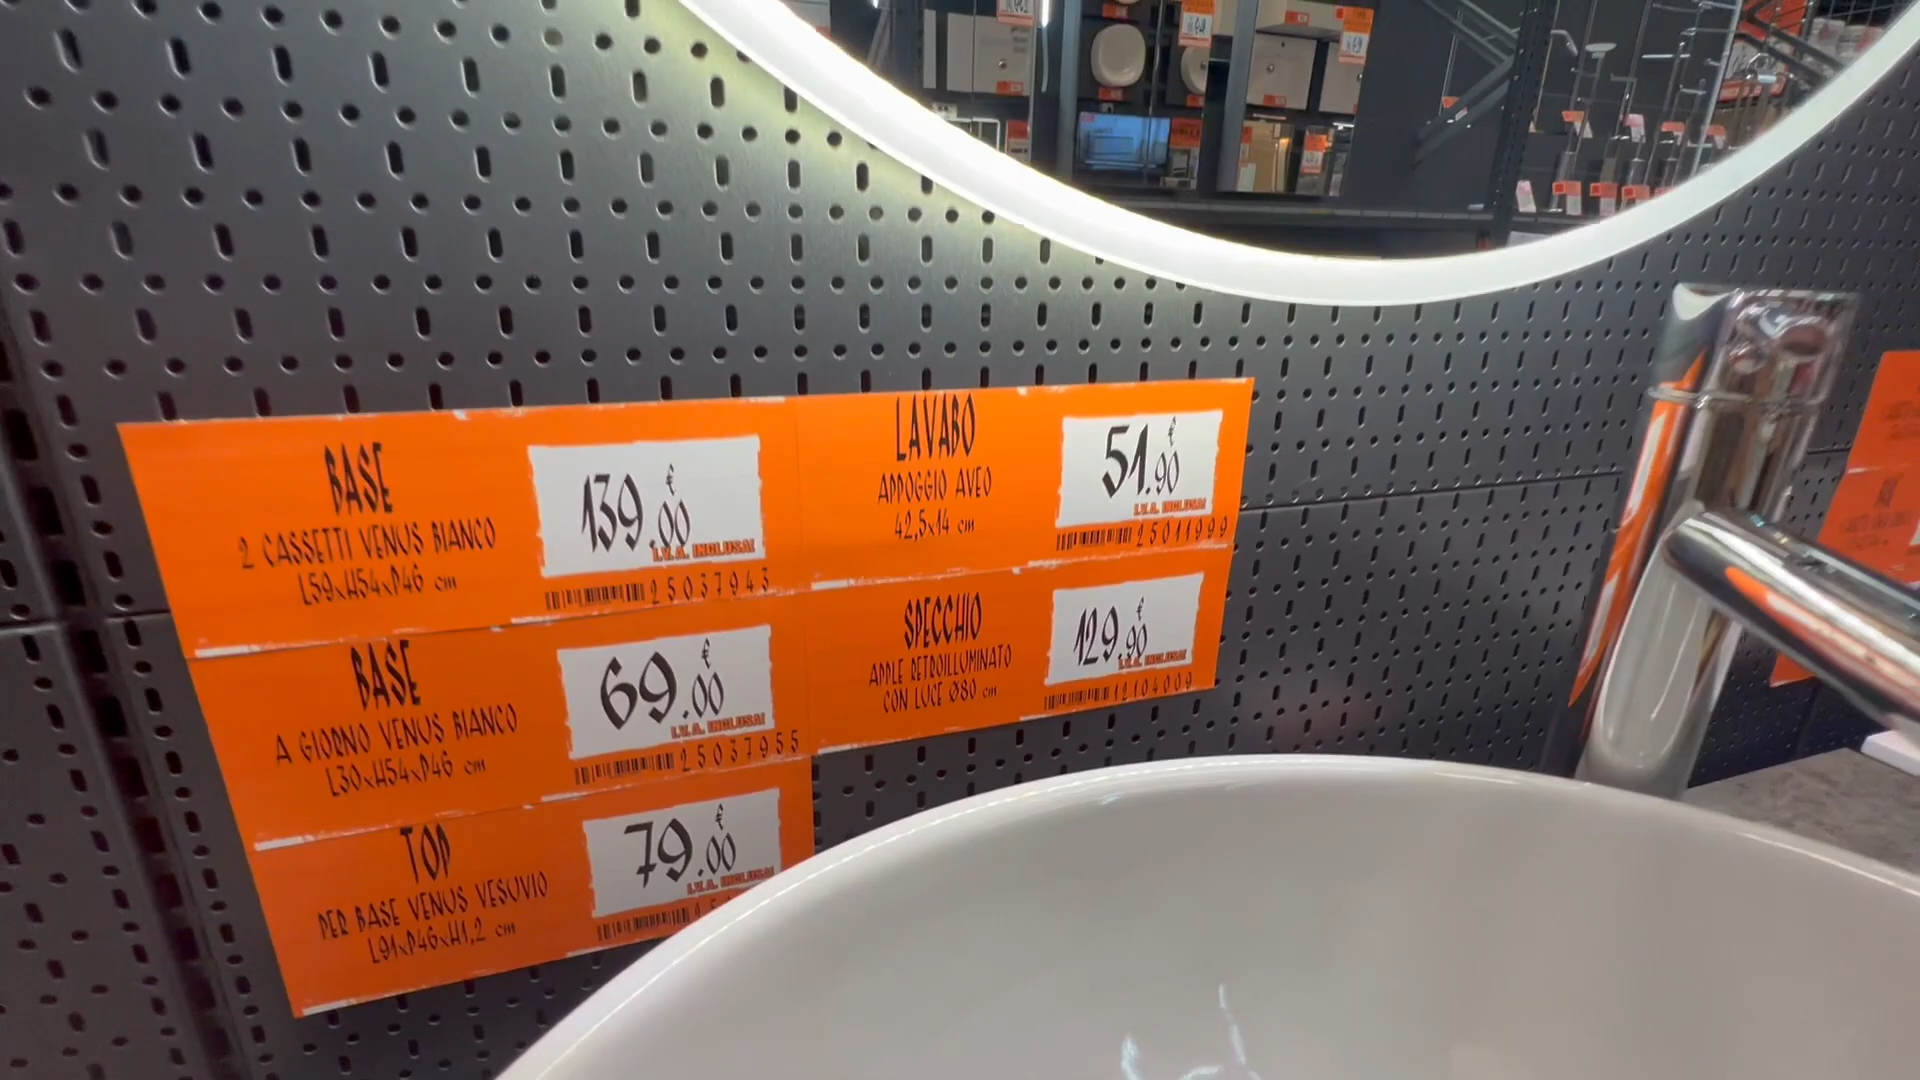 BASE
2 CASSETTI VENUS BIANCO
L59xH54xP46 cm
139.00 €
I.V.A. INCLUSA!
25037943
BASE
A GIORNO VENUS BIANCO
L30xH54xP46 cm
69.00 €
I.V.A. INCLUSA!
25037955
TOP
PER BASE VENUS VESUVIO
L91xP46xH1,2 cm
79.00 €
I.V.A. INCLUSA!
LAVABO
APPOGGIO AVEO
42,5x14 cm
51.90 €
I.V.A. INCLUSA!
25011999
SPECCHIO
APPLE RETROILLUMINATO
CON LUCE Ø80 cm
129.90 €
I.V.A. INCLUSA!
12104009